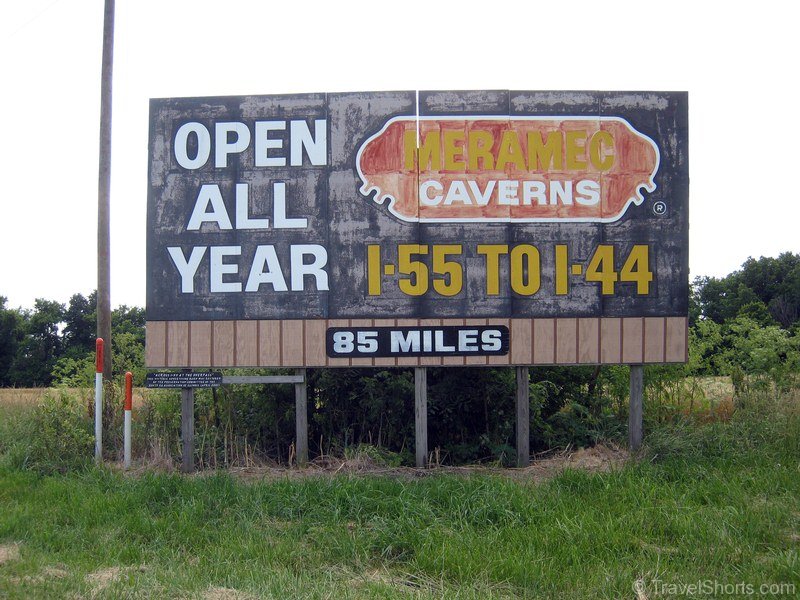 OPEN
ALL
YEAR
MERAMEC
CAVERNS
®
I-55 TO I-44
85 MILES
© TravelShorts.com